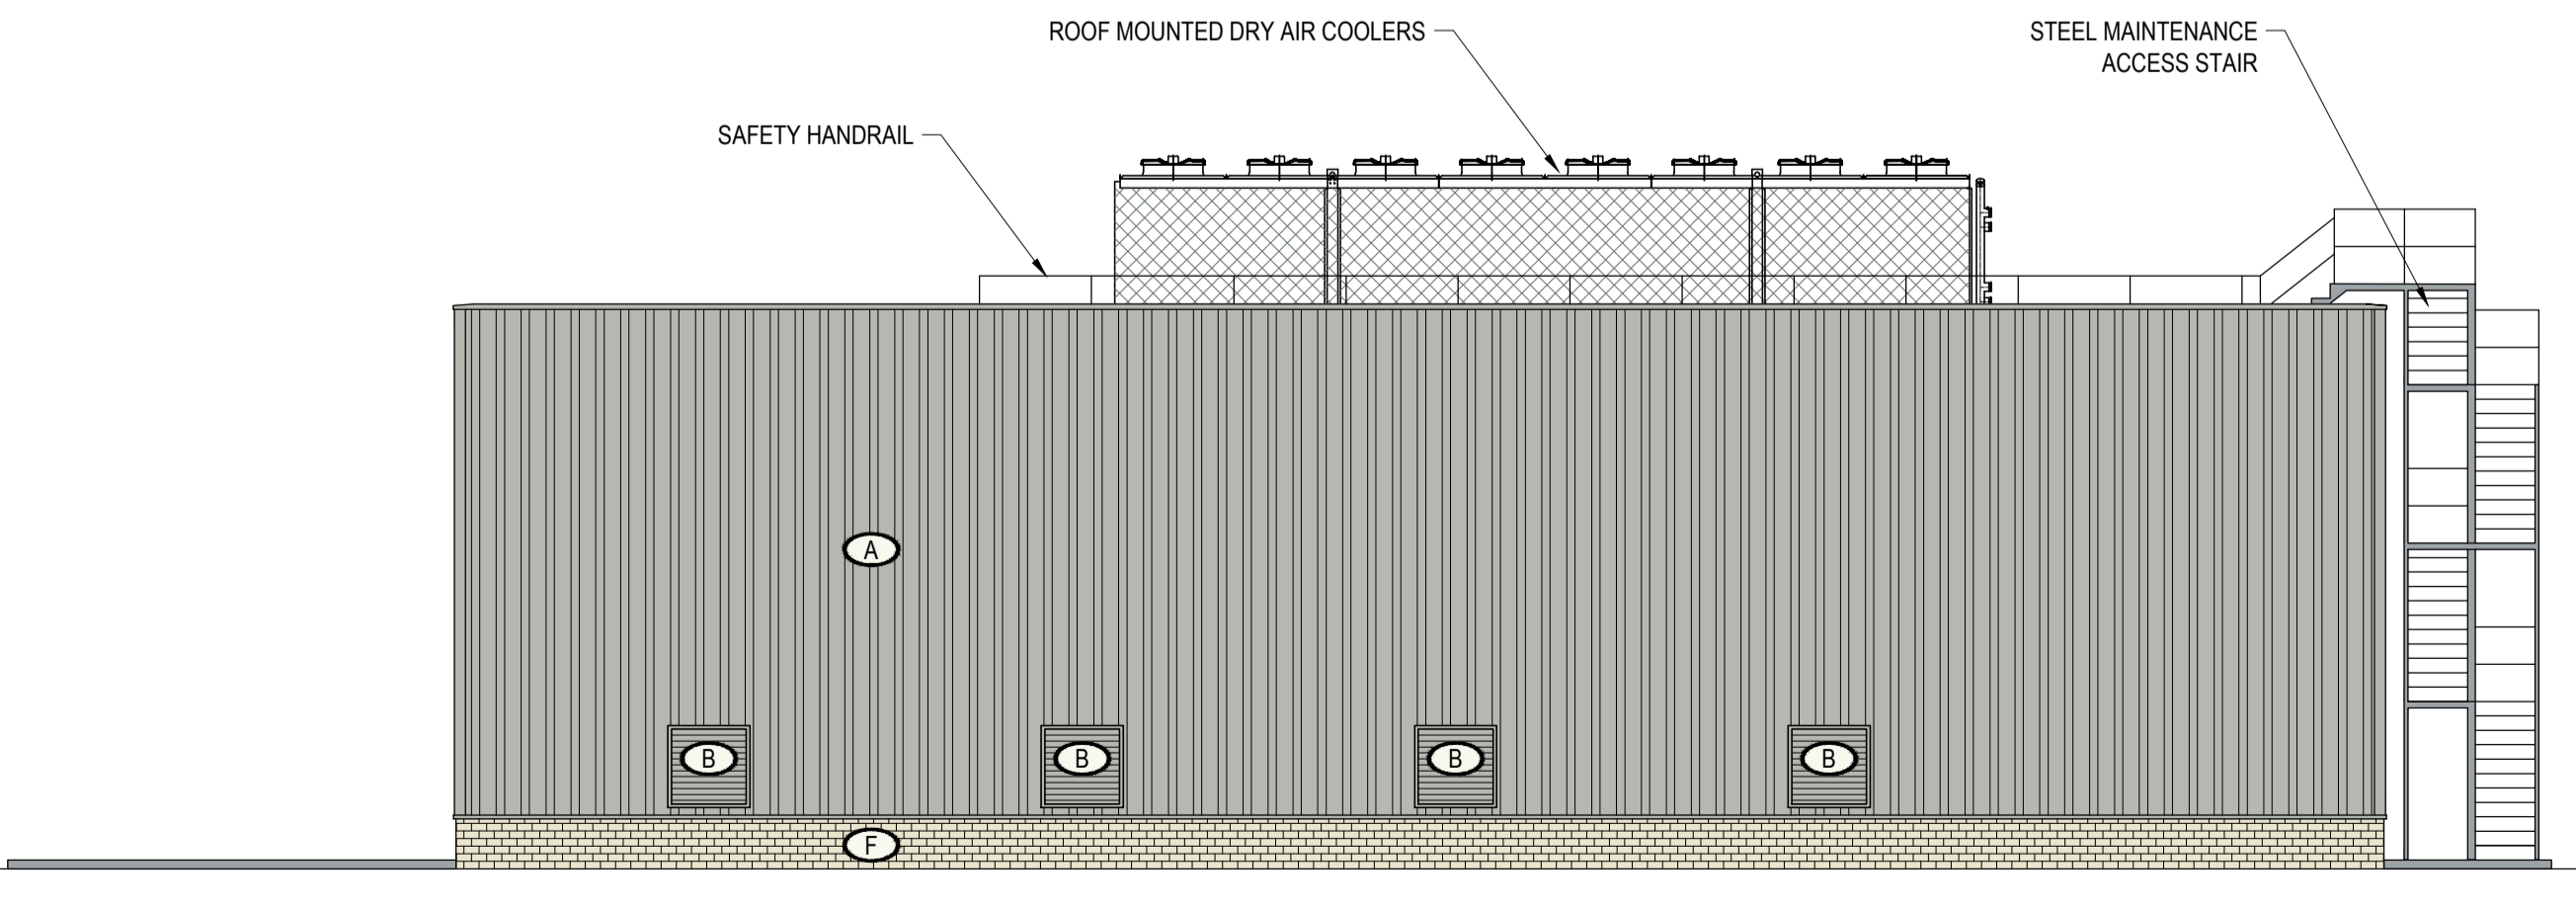 ROOF MOUNTED DRY AIR COOLERS
STEEL MAINTENANCE
ACCESS STAIR
SAFETY HANDRAIL
A
B
B
B
B
F